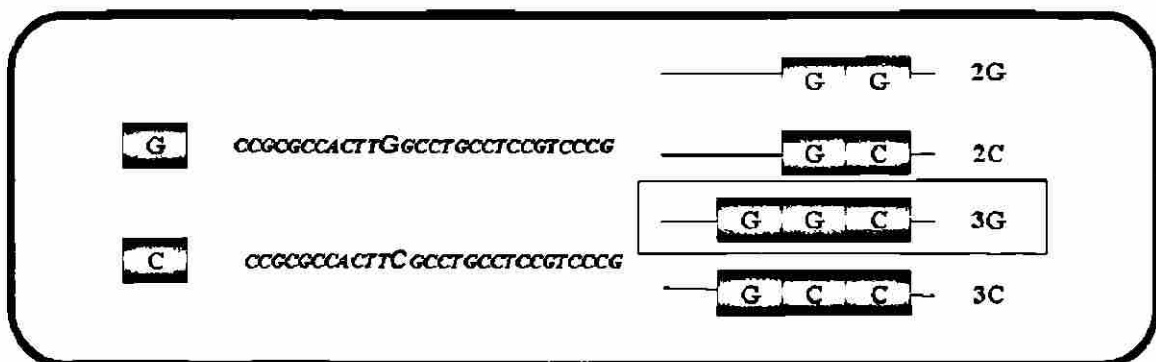 G CCGCGCCACTTGGCCTGCCTCCGTCCCG
C CCGCGCCACTTCGCCTGCCTCCGTCCCG
G G 2G
G C 2C
G G C 3G
G C C 3C